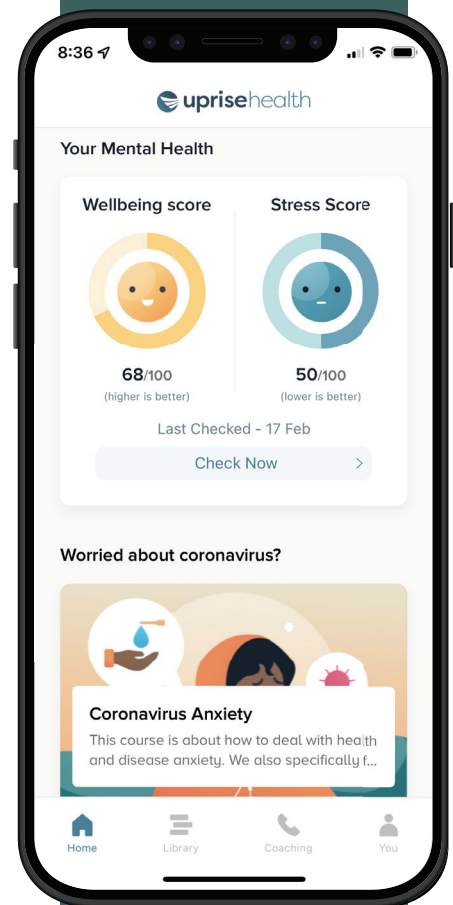 8:36
uprisehealth
Your Mental Health
Wellbeing score
Stress Score
68/100
50/100
(higher is better)
(lower is better)
Last Checked - 17 Feb
Check Now
Worried about coronavirus?
Coronavirus Anxiety
This course is about how to deal with health
and disease anxiety. We also specifically f...
Home
Library
Coaching
You